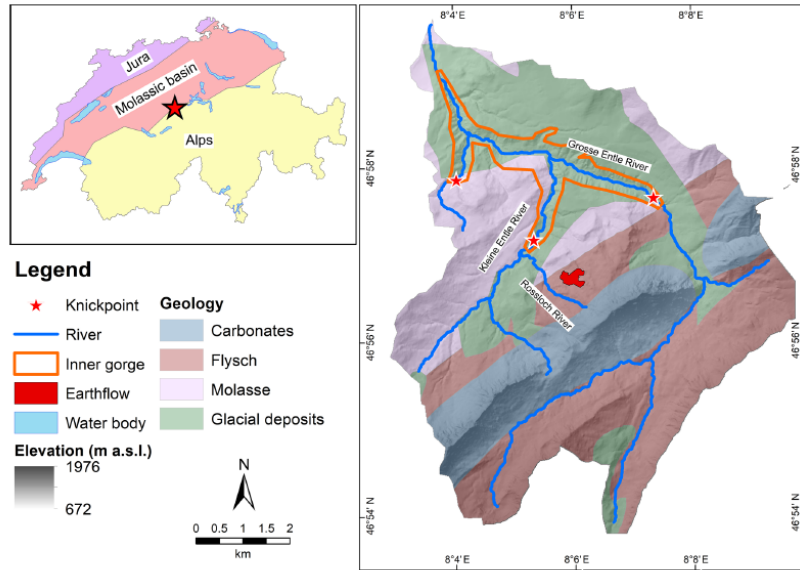 Jura
Molassic basin
Alps
8°4'E
8°6'E
8°8'E
46°58'N
46°58'N
Grosse Entle River
Kleine Entle River
Rossloch River
Legend
Knickpoint
River
Inner gorge
Earthflow
Water body
Elevation (m a.s.l.)
1976
672
Geology
Carbonates
Flysch
Molasse
Glacial deposits
N
0 0.5 1 2
km
46°56'N
46°56'N
46°54'N
46°54'N
8°4'E
8°6'E
8°8'E